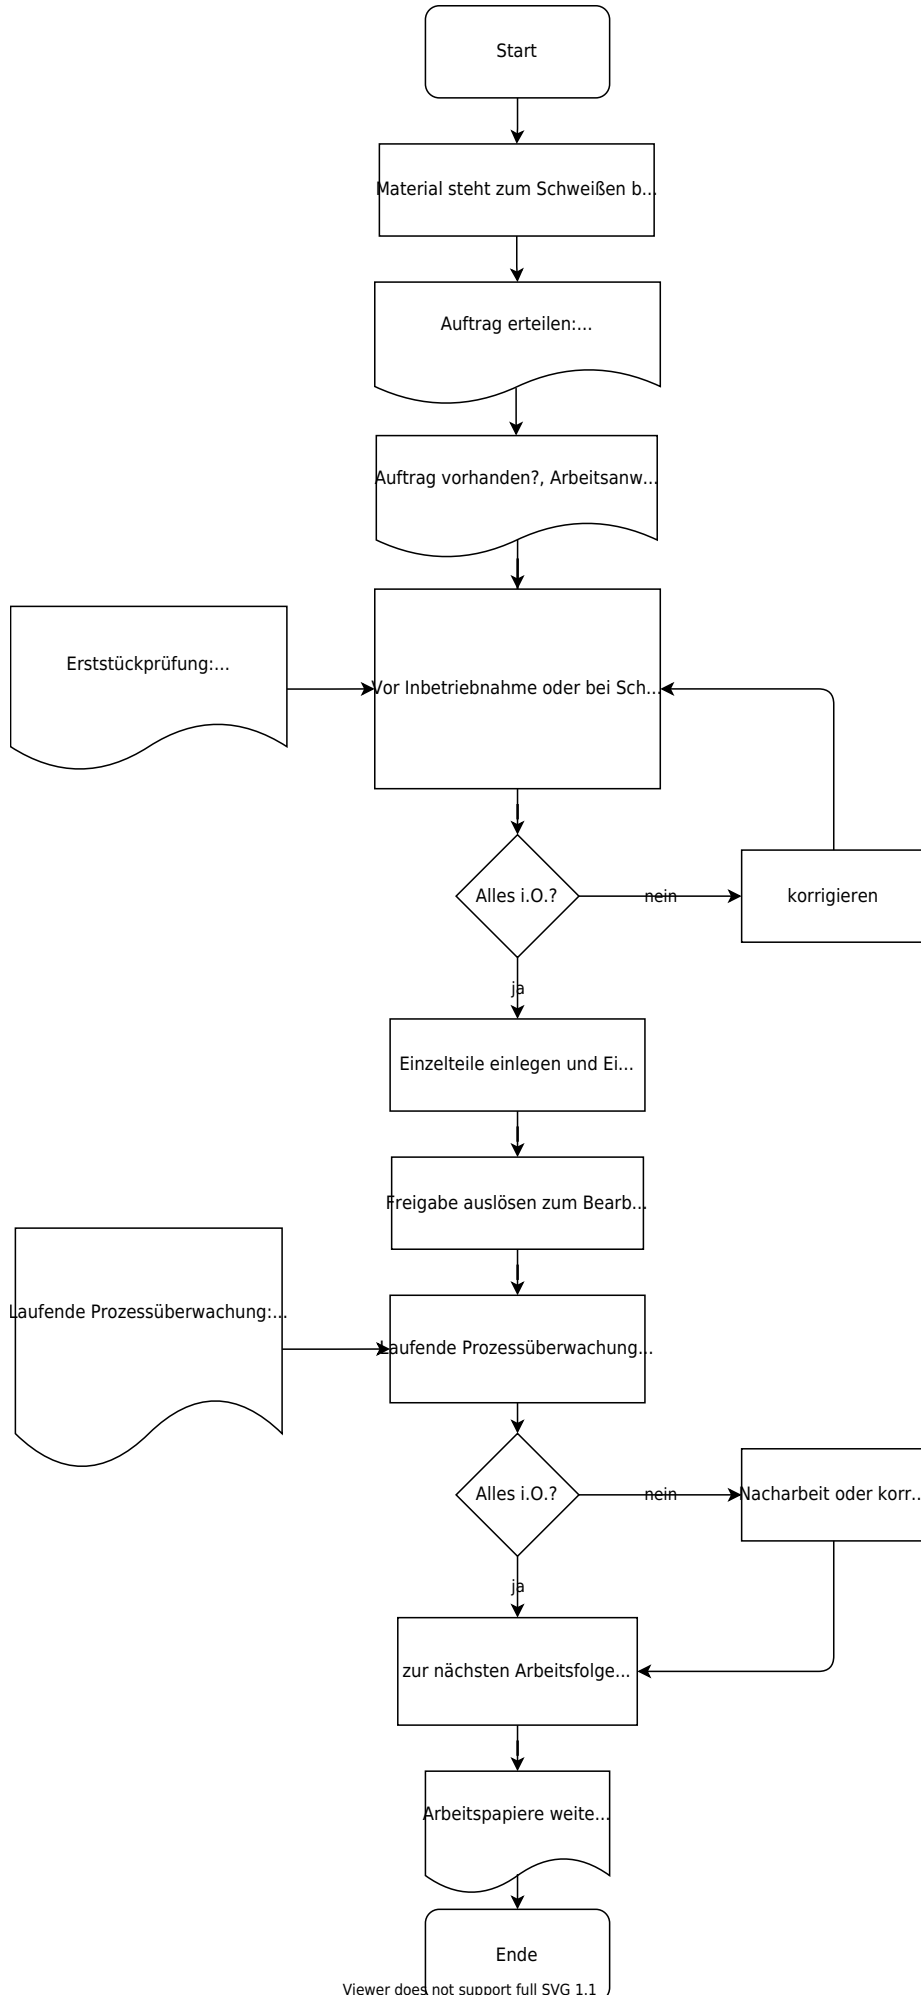 Start
Material steht zum Schweißen b...
Auftrag erteilen:...
Auftrag vorhanden?, Arbeitsanw...
Erststückprüfung:...
Vor Inbetriebnahme oder bei Sch...
Alles i.O.?
nein
korrigieren
ja
Einzelteile einlegen und Ei...
Freigabe auslösen zum Bearb...
Laufende Prozessüberwachung:...
Laufende Prozessüberwachung...
Alles i.O.?
nein
Nacharbeit oder korr...
ja
zur nächsten Arbeitsfolge...
Arbeitspapiere weite...
Ende
Viewer does not support full SVG 1.1